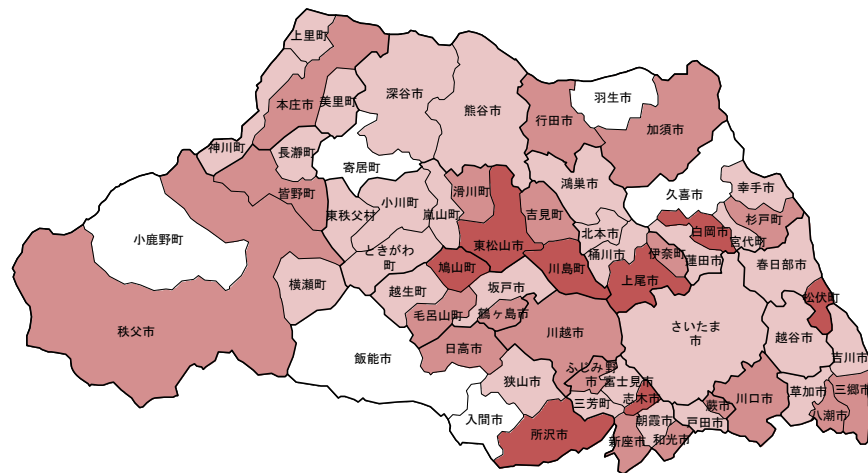 上里町
本庄市
美里町
深谷市
熊谷市
行田市
羽生市
加須市
神川町
長瀞町
寄居町
皆野町
東秩父村
小川町
嵐山町
滑川町
吉見町
鴻巣市
久喜市
幸手市
杉戸町
宮代町
白岡市
小鹿野町
ときがわ
町
東松山市
北本市
桶川市
伊奈町
蓮田市
春日部市
横瀬町
鳩山町
川島町
上尾市
越生町
坂戸市
松伏町
秩父市
毛呂山町
鶴ヶ島市
川越市
さいたま
市
越谷市
吉川市
飯能市
日高市
狭山市
ふじみ野
市
富士見市
志木市
三芳町
入間市
所沢市
新座市
朝霞市
和光市
戸田市
蕨市
川口市
草加市
八潮市
三郷市